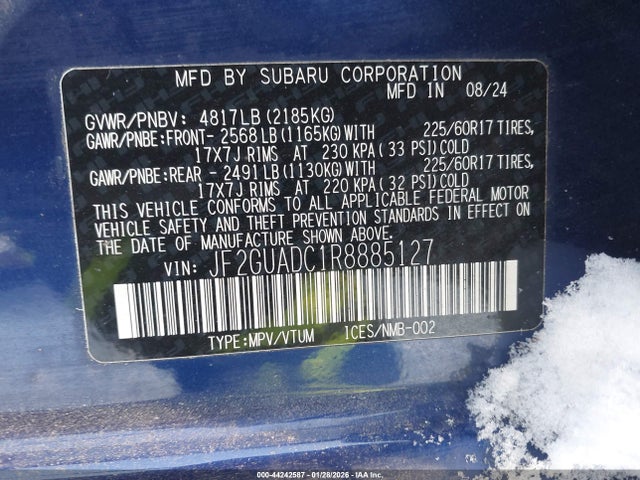 MFD BY SUBARU CORPORATION
MFD IN 08/24
GVWR/PNBV: 4817LB (2185KG)
GAWR/PNBE:FRONT- 2568LB(1165KG)WITH 225/60R17 TIRES,
17X7J RIMS AT 230 KPA( 33 PSI)COLD
GAWR/PNBE:REAR - 2491LB(1130KG)WITH 225/60R17 TIRES,
17X7J RIMS AT 220 KPA( 32 PSI)COLD
THIS VEHICLE CONFORMS TO ALL APPLICABLE FEDERAL MOTOR
VEHICLE SAFETY AND THEFT PREVENTION STANDARDS IN EFFECT ON
THE DATE OF MANUFACTURE SHOWN ABOVE.
VIN: JF2GUADC1R8885127
TYPE:MPV/VTUM ICES/NMB-002
000-44242587 - 01/28/2026 - IAA Inc.